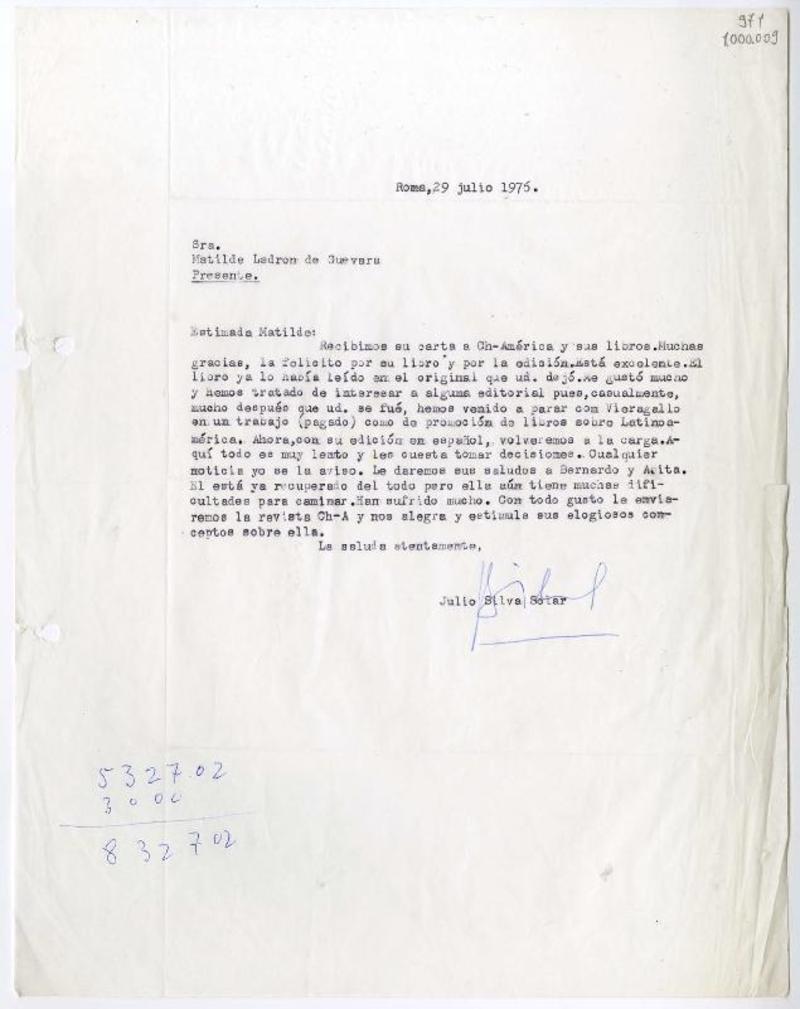 971
1000.009
Roma,29 julio 1976.
Sra.
Matilde Ladron de Guevara
Presente.
Estimada Matilde:
Recibimos su carta a Ch-América y sus libros.Muchas
gracias, la felicito por su libro y por la edición.Está excelente.El
libro ya lo había leído en el original que ud. dejó.Me gustó mucho
y hemos tratado de interesar a alguna editorial pues,casualmente,
mucho después que ud. se fué, hemos venido a parar com Vieragallo
en un trabajo (pagado) como de promoción de libros sobre Latinoa-
mérica. Ahora,con su edición en español, volveremos a la carga.A-
quí todo es muy lento y les cuesta tomar decisiones. Cualquier
noticia yo se la aviso. Le daremos sus saludos a Bernardo y Anita.
El está ya recuperado del todo pero ella aún tiene muchas difi-
cultades para caminar.Han sufrido mucho. Con todo gusto le envia-
remos la revista Ch-A y nos alegra y estimula sus elogiosos con-
ceptos sobre ella.
La saluda atentamente,
Julio Silva Solar
5327.02
3000
832702